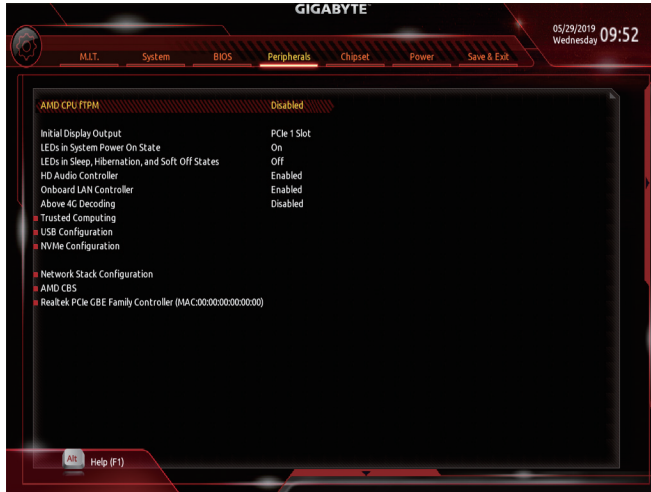 GIGABYTE™
05/29/2019 Wednesday 09:52
M.I.T. System BIOS Peripherals Chipset Power Save & Exit
AMD CPU fTPM Disabled
Initial Display Output PCIe 1 Slot
LEDs in System Power On State On
LEDs in Sleep, Hibernation, and Soft Off States Off
HD Audio Controller Enabled
Onboard LAN Controller Enabled
Above 4G Decoding Disabled
Trusted Computing
USB Configuration
NVMe Configuration
Network Stack Configuration
AMD CBS
Realtek PCIe GBE Family Controller (MAC:00:00:00:00:00:00)
Alt Help (F1)